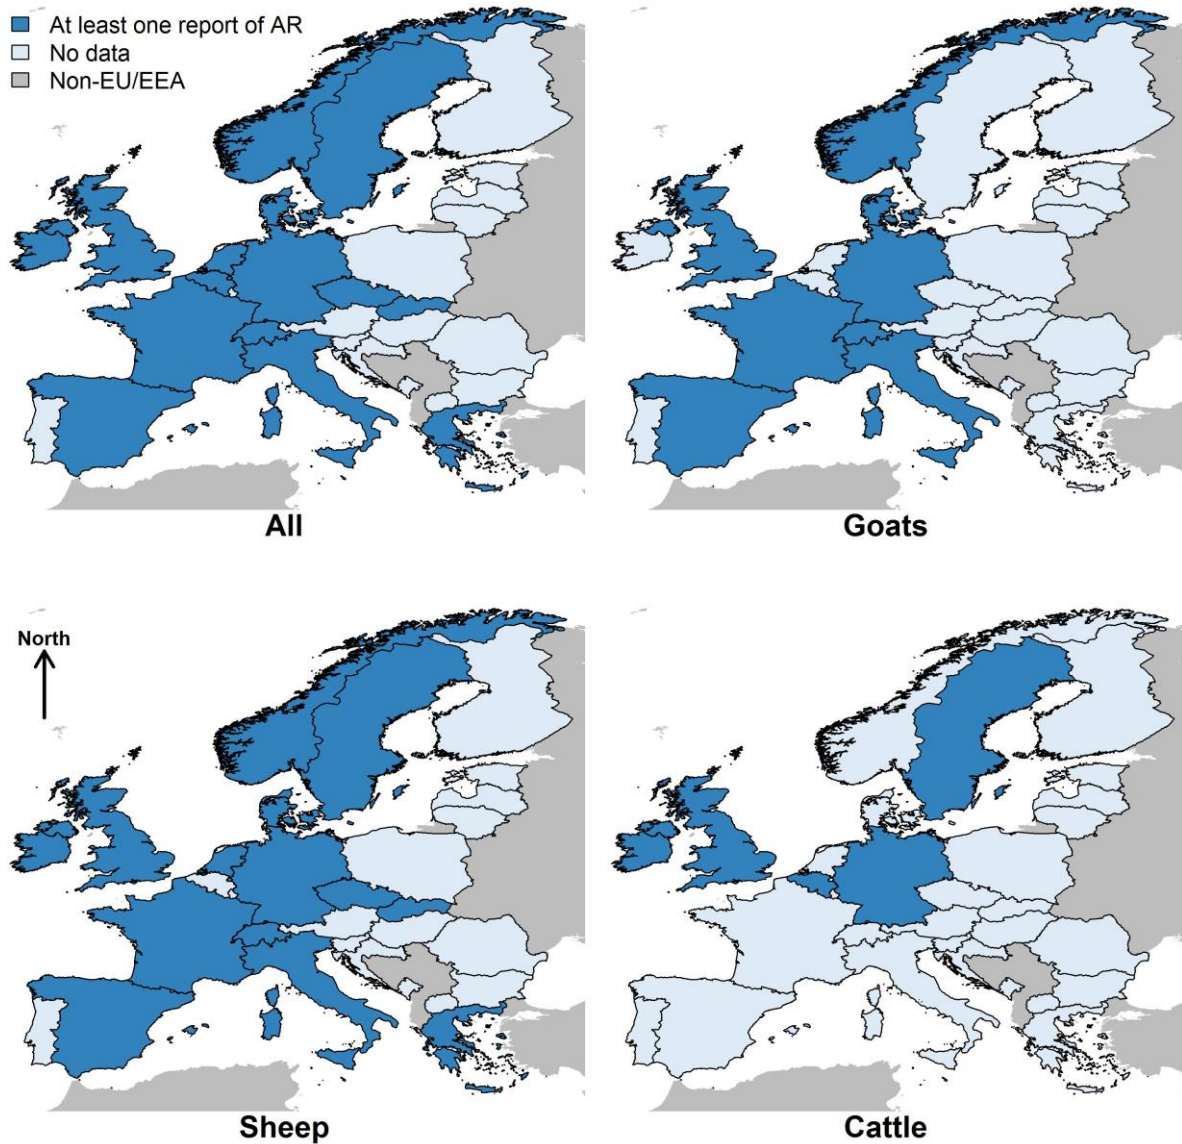 At least one report of AR
No data
Non-EU/EEA
All
Goats
North
Sheep
Cattle